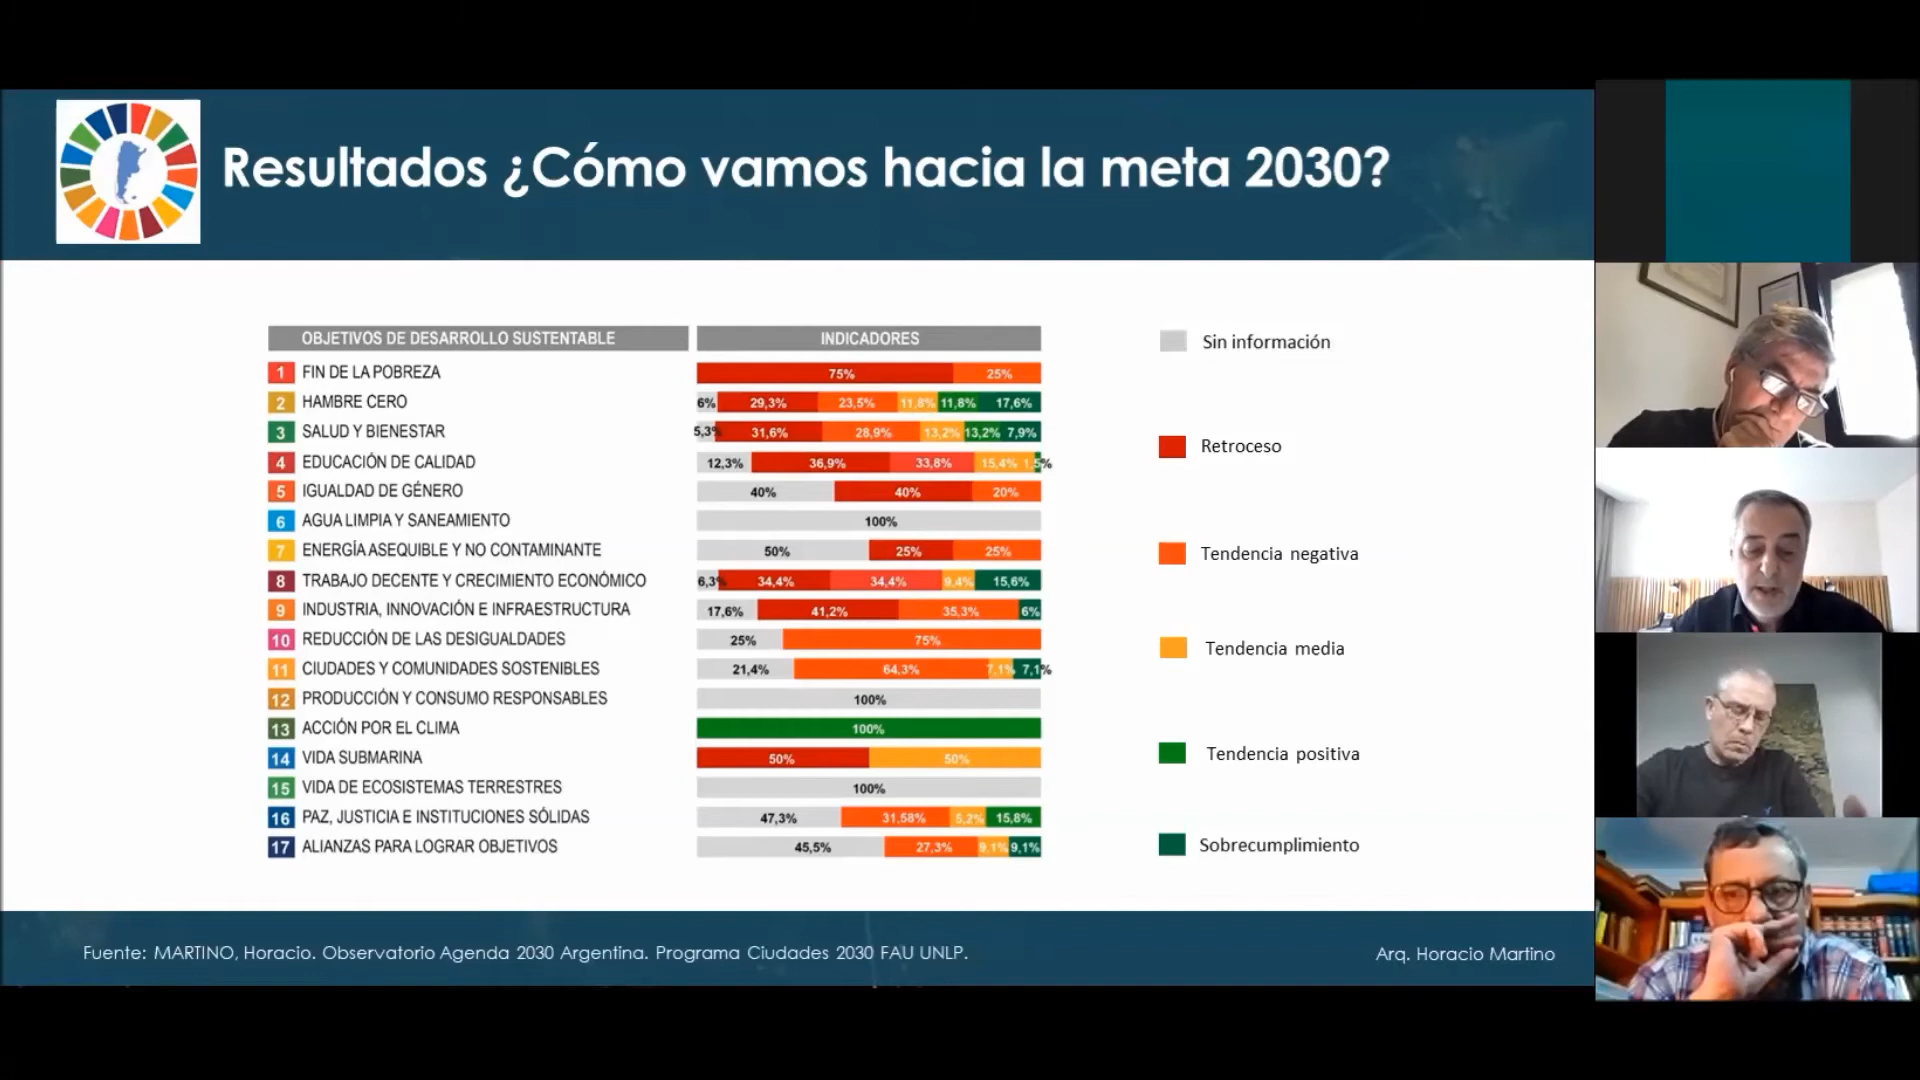 Resultados ¿Cómo vamos hacia la meta 2030?
OBJETIVOS DE DESARROLLO SUSTENTABLE INDICADORES
1 FIN DE LA POBREZA 75% 25%
2 HAMBRE CERO 6% 29,3% 23,5% 11,8% 11,8% 17,6%
3 SALUD Y BIENESTAR 5,3% 31,6% 28,9% 13,2% 13,2% 7,9%
4 EDUCACIÓN DE CALIDAD 12,3% 36,9% 33,8% 15,4% 1,5%
5 IGUALDAD DE GÉNERO 40% 40% 20%
6 AGUA LIMPIA Y SANEAMIENTO 100%
7 ENERGÍA ASEQUIBLE Y NO CONTAMINANTE 50% 25% 25%
8 TRABAJO DECENTE Y CRECIMIENTO ECONÓMICO 6,3% 34,4% 34,4% 9,4% 15,6%
9 INDUSTRIA, INNOVACIÓN E INFRAESTRUCTURA 17,6% 41,2% 35,3% 6%
10 REDUCCIÓN DE LAS DESIGUALDADES 25% 75%
11 CIUDADES Y COMUNIDADES SOSTENIBLES 21,4% 64,3% 7,1% 7,1%
12 PRODUCCIÓN Y CONSUMO RESPONSABLES 100%
13 ACCIÓN POR EL CLIMA 100%
14 VIDA SUBMARINA 50% 50%
15 VIDA DE ECOSISTEMAS TERRESTRES 100%
16 PAZ, JUSTICIA E INSTITUCIONES SÓLIDAS 47,3% 31,58% 5,2% 15,8%
17 ALIANZAS PARA LOGRAR OBJETIVOS 45,5% 27,3% 9,1% 9,1%
Sin información
Retroceso
Tendencia negativa
Tendencia media
Tendencia positiva
Sobrecumplimiento
Fuente: MARTINO, Horacio. Observatorio Agenda 2030 Argentina. Programa Ciudades 2030 FAU UNLP.
Arq. Horacio Martino